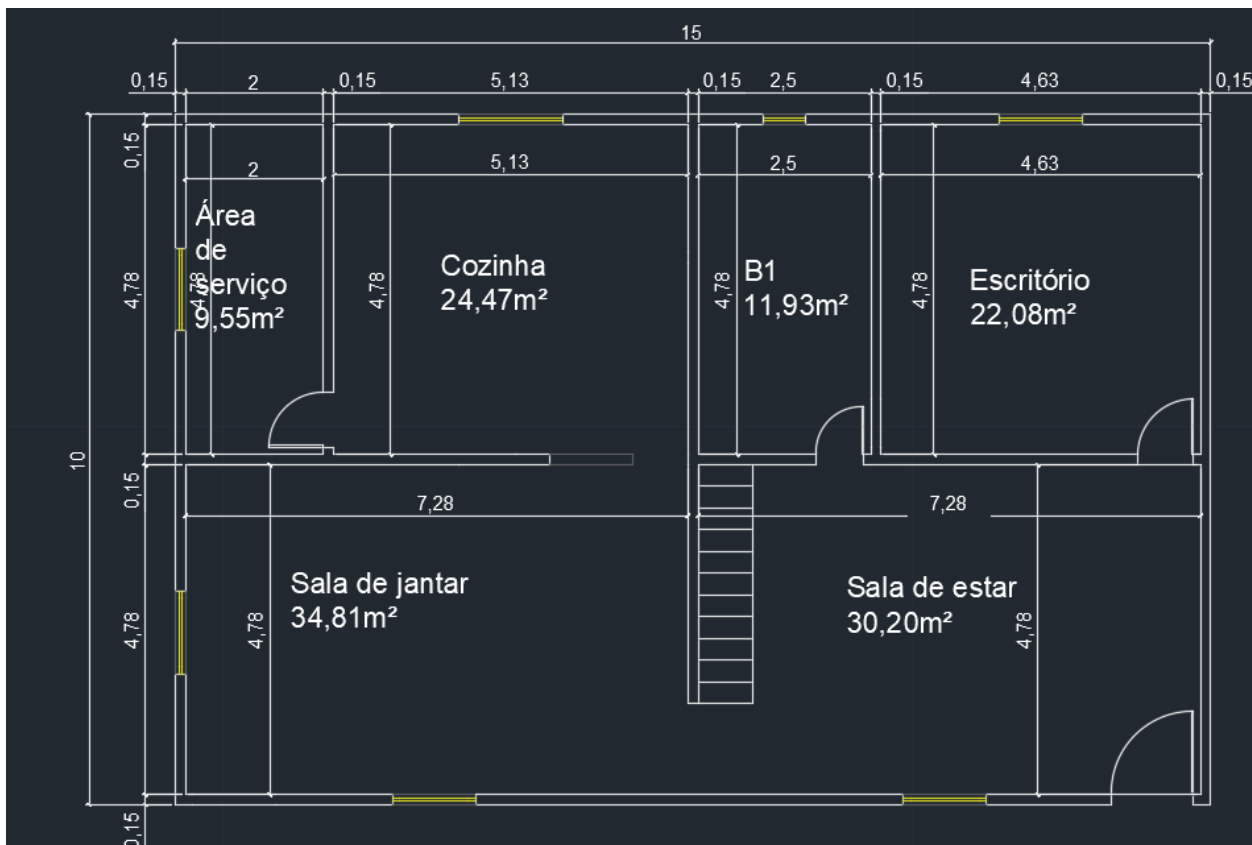 15
0,15
2
0,15
5,13
0,15
2,5
0,15
4,63
0,15
0,15
2
5,13
2,5
4,63
Área
de
serviço
9,55m²
Cozinha
24,47m²
B1
11,93m²
Escritório
22,08m²
4,78
4,78
4,78
4,78
4,78
10
0,15
7,28
7,28
Sala de jantar
34,81m²
Sala de estar
30,20m²
4,78
4,78
4,78
0,15